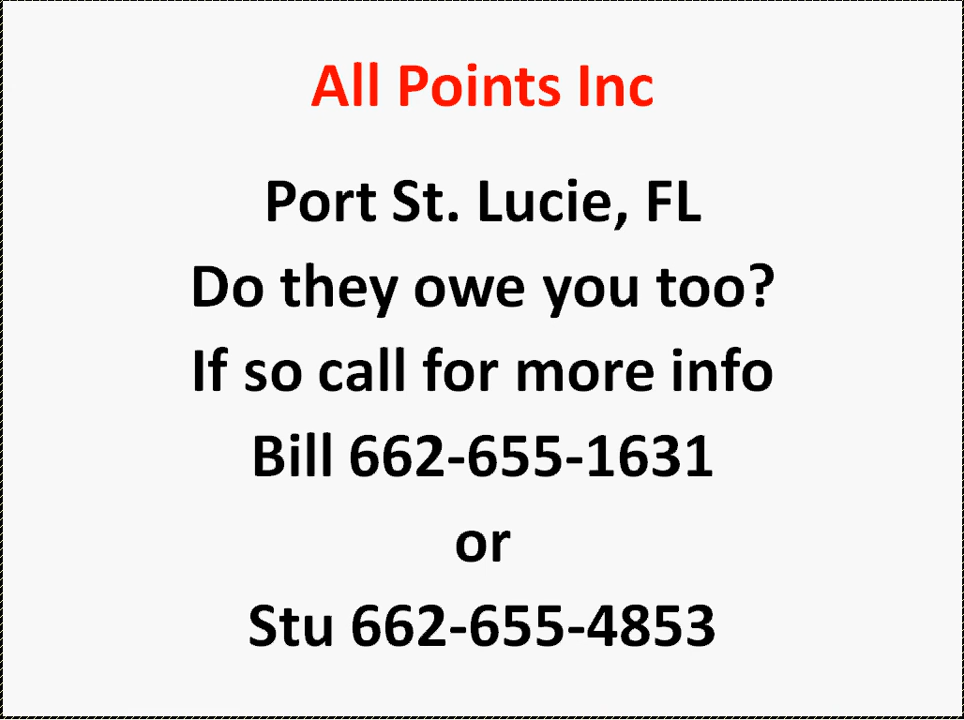 All Points Inc
Port St. Lucie, FL
Do they owe you too?
If so call for more info
Bill 662-655-1631
or
Stu 662-655-4853